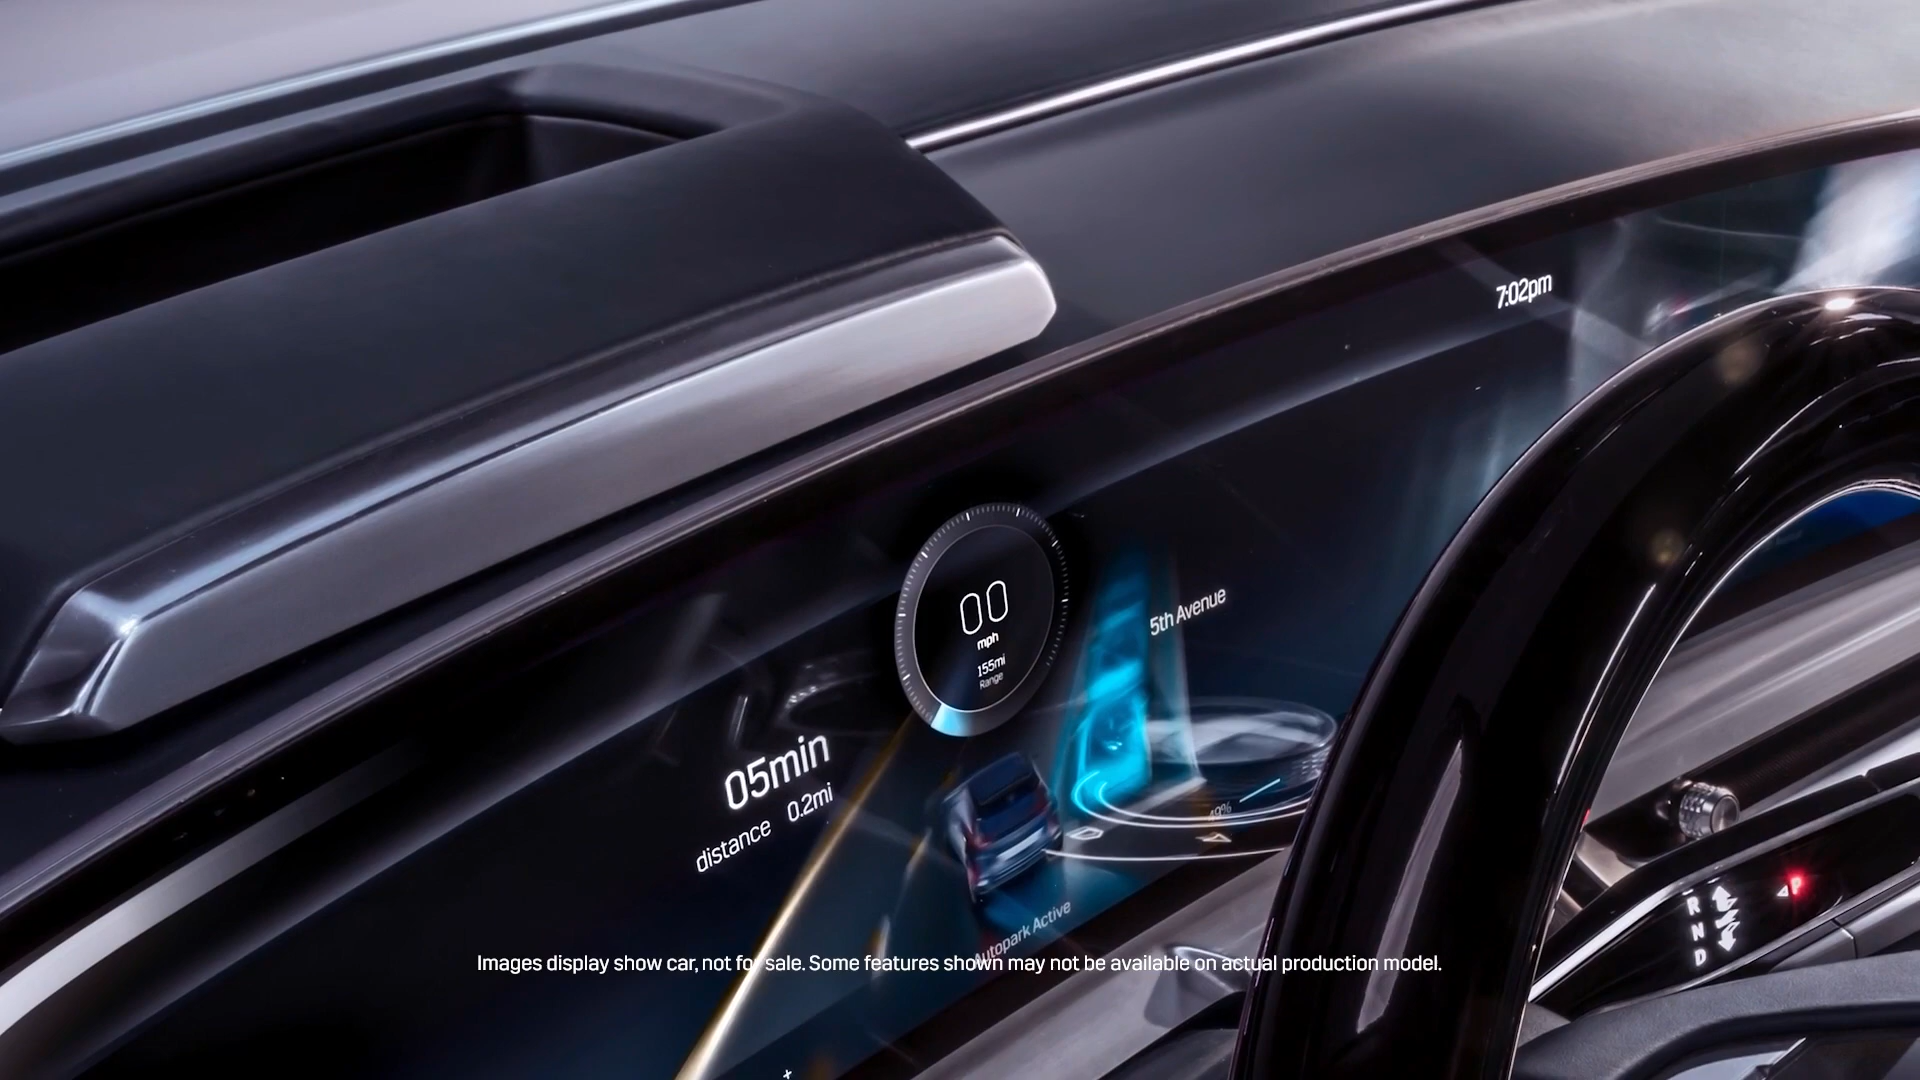 7:02pm
00
mph
155mi
Range
5th Avenue
05min
distance 0.2mi
49%
Autopark Active
R
N
D
P
Images display show car, not for sale. Some features shown may not be available on actual production model.